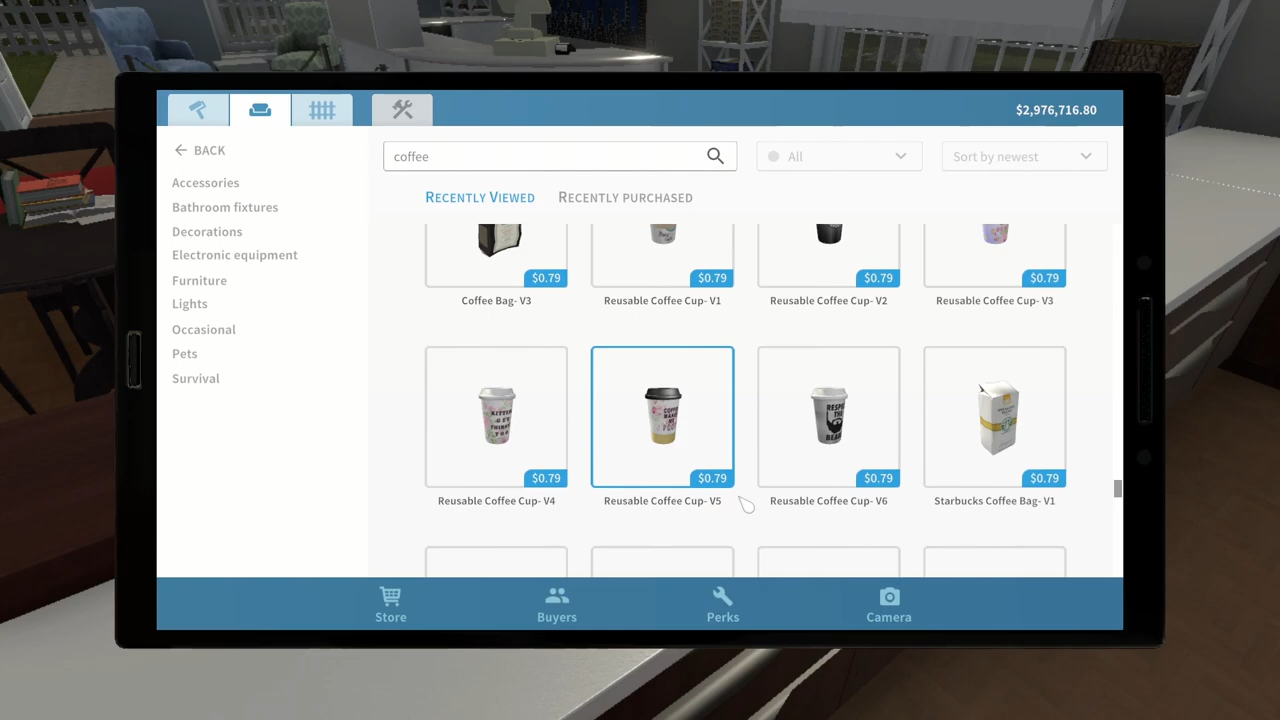 $2,976,716.80
BACK
coffee
All
Sort by newest
Recently Viewed
Recently purchased
Accessories
Bathroom fixtures
Decorations
Electronic equipment
Furniture
Lights
Occasional
Pets
Survival
$0.79
$0.79
$0.79
$0.79
Coffee Bag- V3
Reusable Coffee Cup- V1
Reusable Coffee Cup- V2
Reusable Coffee Cup- V3
RESPECT
THE
BEARD
$0.79
$0.79
$0.79
$0.79
Reusable Coffee Cup- V4
Reusable Coffee Cup- V5
Reusable Coffee Cup- V6
Starbucks Coffee Bag- V1
Store
Buyers
Perks
Camera